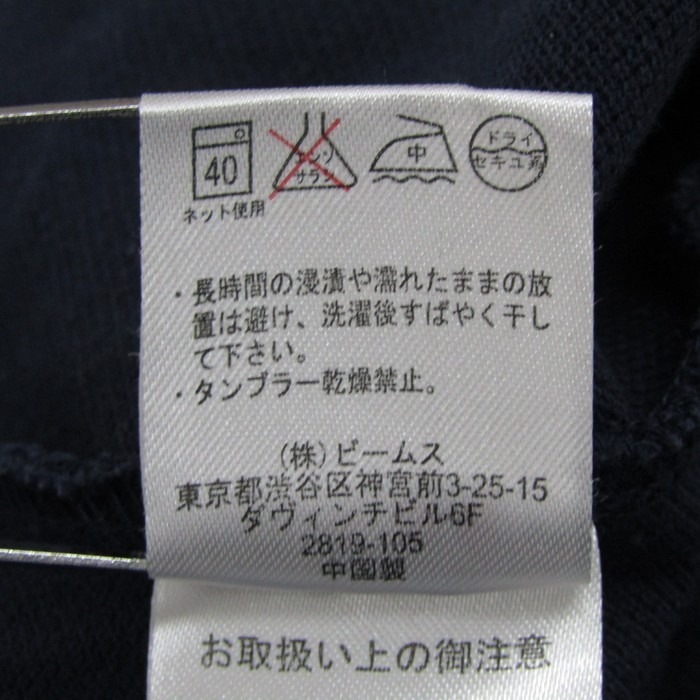 40
エンソ
サラシ
中
ドライ
セキユ系
ネット使用
・長時間の浸漬や濡れたままの放
置は避け、洗濯後すばやく干し
て下さい。
・タンブラー乾燥禁止。
(株)ビームス
東京都渋谷区神宮前3-25-15
ダヴィンチビル6F
2819-105
中国製
お取扱い上の御注意